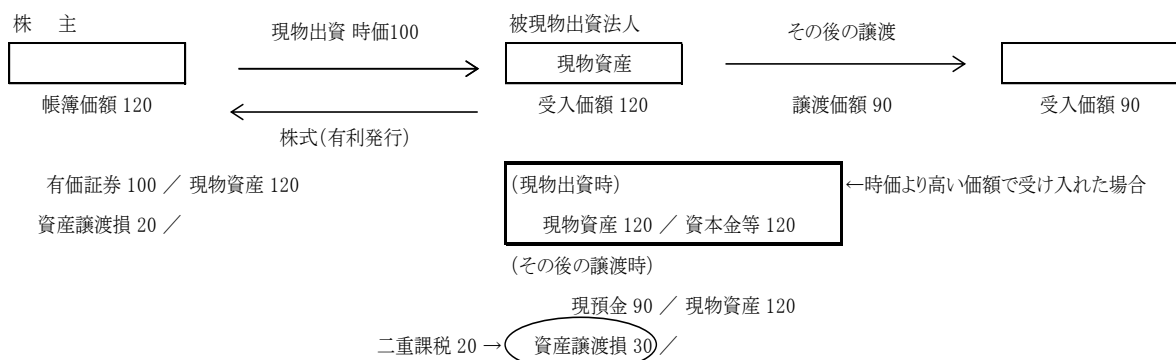 株 主
現物出資 時価100
被現物出資法人
その後の譲渡
現物資産
帳簿価額 120
受入価額 120
譲渡価額 90
受入価額 90
株式(有利発行)
有価証券 100 ／ 現物資産 120
資産譲渡損 20 ／
(現物出資時)
←時価より高い価額で受け入れた場合
現物資産 120 ／ 資本金等 120
(その後の譲渡時)
現預金 90 ／ 現物資産 120
二重課税 20 → 資産譲渡損 30 ／